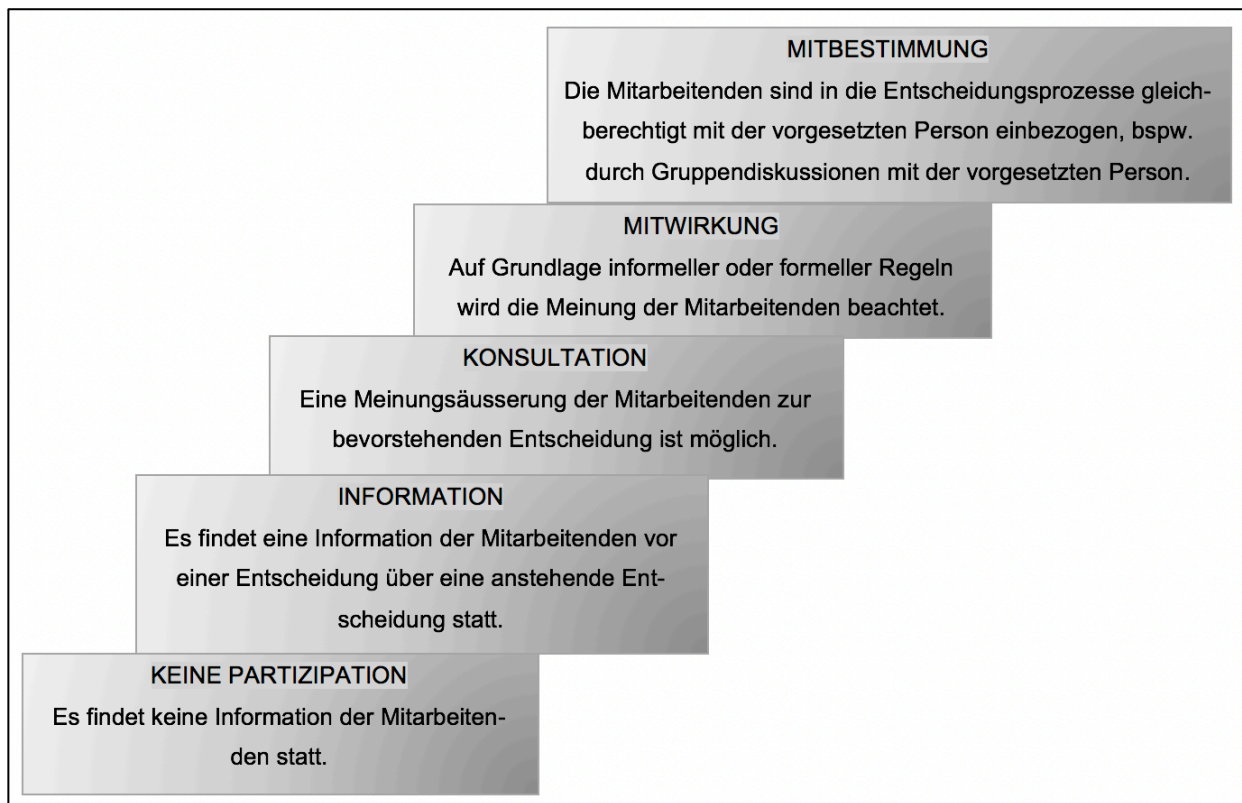 MITBESTIMMUNG
Die Mitarbeitenden sind in die Entscheidungsprozesse gleich-
berechtigt mit der vorgesetzten Person einbezogen, bspw.
durch Gruppendiskussionen mit der vorgesetzten Person.
MITWIRKUNG
Auf Grundlage informeller oder formeller Regeln
wird die Meinung der Mitarbeitenden beachtet.
KONSULTATION
Eine Meinungsäusserung der Mitarbeitenden zur
bevorstehenden Entscheidung ist möglich.
INFORMATION
Es findet eine Information der Mitarbeitenden vor
einer Entscheidung über eine anstehende Ent-
scheidung statt.
KEINE PARTIZIPATION
Es findet keine Information der Mitarbeiten-
den statt.